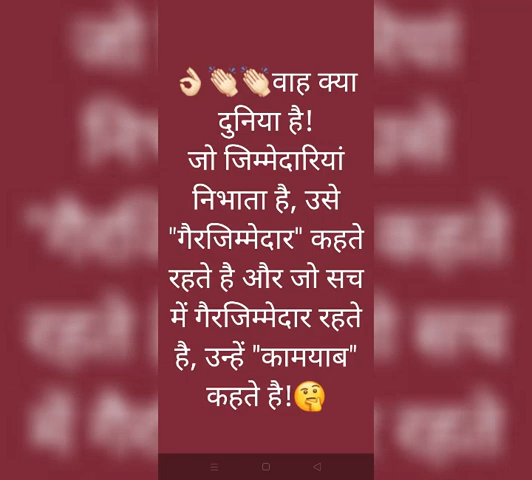 👌🏻👏🏻👏🏻वाह क्या
दुनिया है!
जो जिम्मेदारियां
निभाता है, उसे
"गैरजिम्मेदार" कहते
रहते है और जो सच
में गैरजिम्मेदार रहते
है, उन्हें "कामयाब"
कहते है!🤔